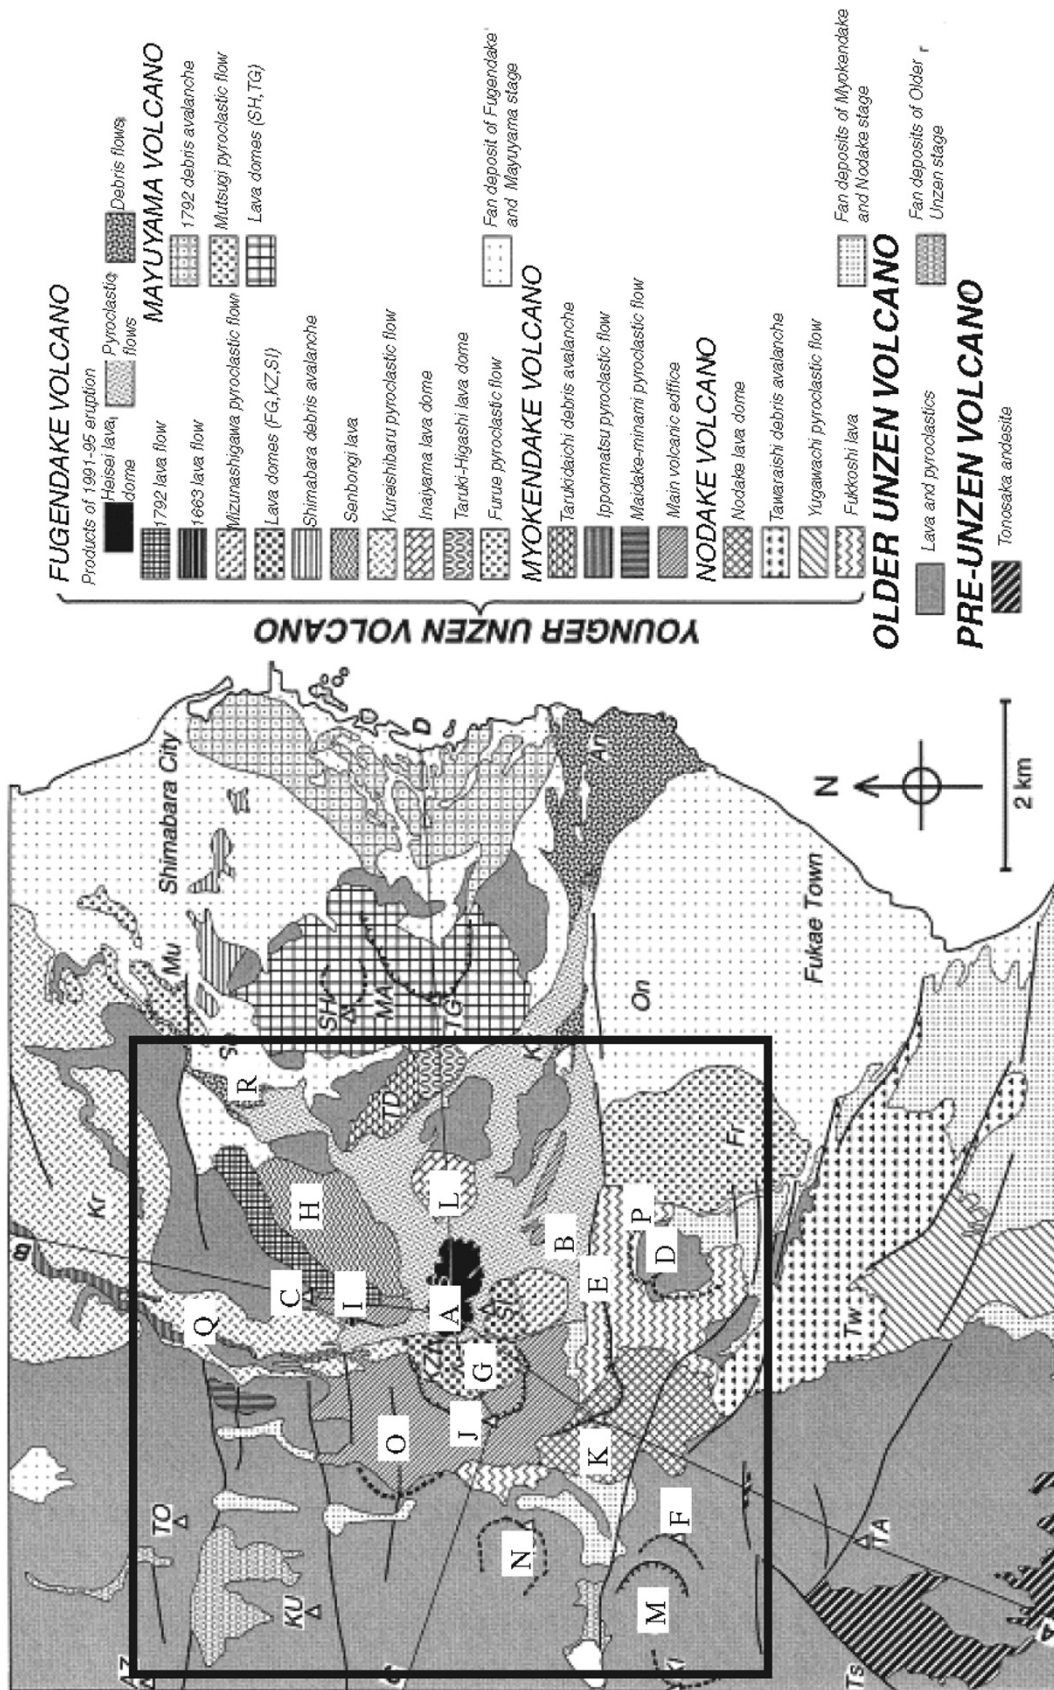 B
Kr
AZ
TO
Mu
Shimabara City
Q
R
KU
C
H
SH
I
MA
O
TD
KZ
D
A
L
TG
J
G
SI
N
B
E
K
An
P
On
M
D
F
Fr
Fukae Town
N
Tw
Ts
TA
2 km
A
YOUNGER UNZEN VOLCANO
FUGENDAKE VOLCANO
Products of 1991-95 eruption
Heisei lava dome
Pyroclastic flows
Debris flows
1792 lava flow
1663 lava flow
Mizunashigawa pyroclastic flow
Lava domes (FG,KZ,SI)
Shimabara debris avalanche
Senbongi lava
Kureishibaru pyroclastic flow
Inaiyama lava dome
Taruki-Higashi lava dome
Furue pyroclastic flow
MAYUYAMA VOLCANO
1792 debris avalanche
Mutsugi pyroclastic flow
Lava domes (SH,TG)
Fan deposit of Fugendake
and Mayuyama stage
MYOKENDAKE VOLCANO
Tarukidaichi debris avalanche
Ipponmatsu pyroclastic flow
Maidake-minami pyroclastic flow
Main volcanic edffice
NODAKE VOLCANO
Nodake lava dome
Tawaraishi debris avalanche
Yugawachi pyroclastic flow
Fukkoshi lava
Fan deposits of Myokendake
and Nodake stage
OLDER UNZEN VOLCANO
Lava and pyroclastics
Fan deposits of Older
Unzen stage
PRE-UNZEN VOLCANO
Tonosaka andesite